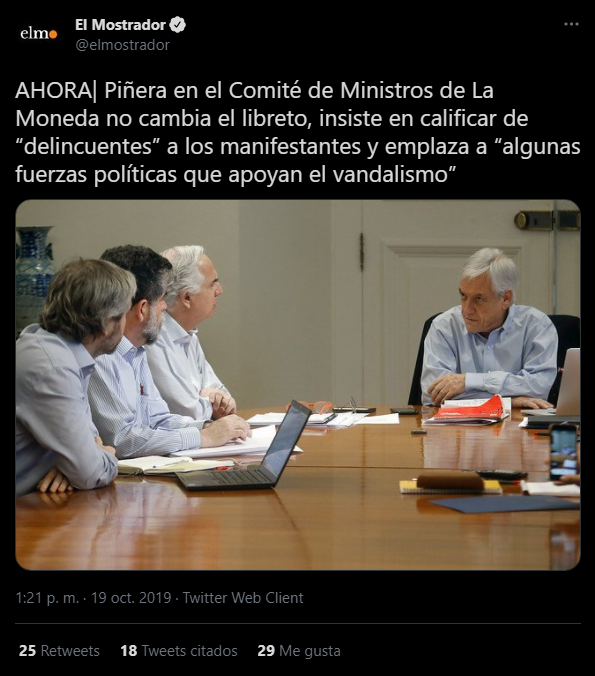 elmo
El Mostrador
@elmostrador
AHORA| Piñera en el Comité de Ministros de La
Moneda no cambia el libreto, insiste en calificar de
“delincuentes” a los manifestantes y emplaza a “algunas
fuerzas políticas que apoyan el vandalismo”
1:21 p. m. · 19 oct. 2019 · Twitter Web Client
25 Retweets 18 Tweets citados 29 Me gusta